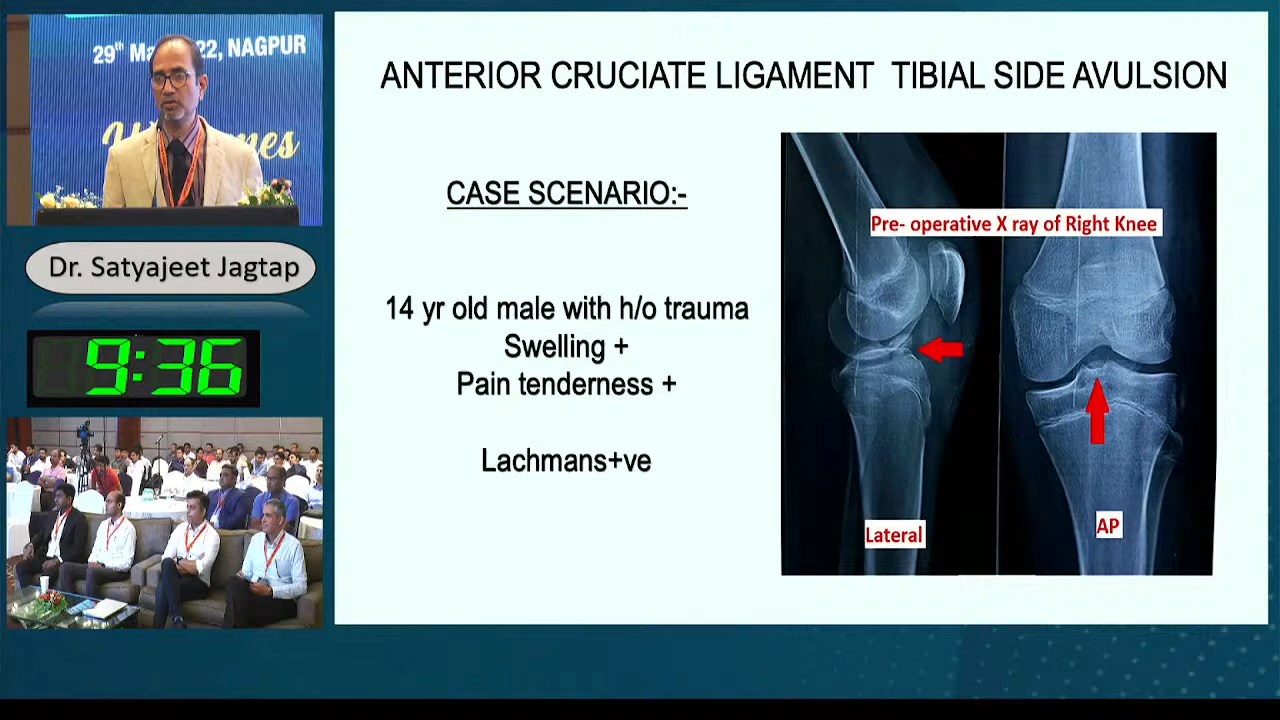 29th Ma 22, NAGPUR
Dr. Satyajeet Jagtap
9:36
ANTERIOR CRUCIATE LIGAMENT TIBIAL SIDE AVULSION
CASE SCENARIO:-
14 yr old male with h/o trauma
Swelling +
Pain tenderness +
Lachmans+ve
Pre- operative X ray of Right Knee
Lateral
AP